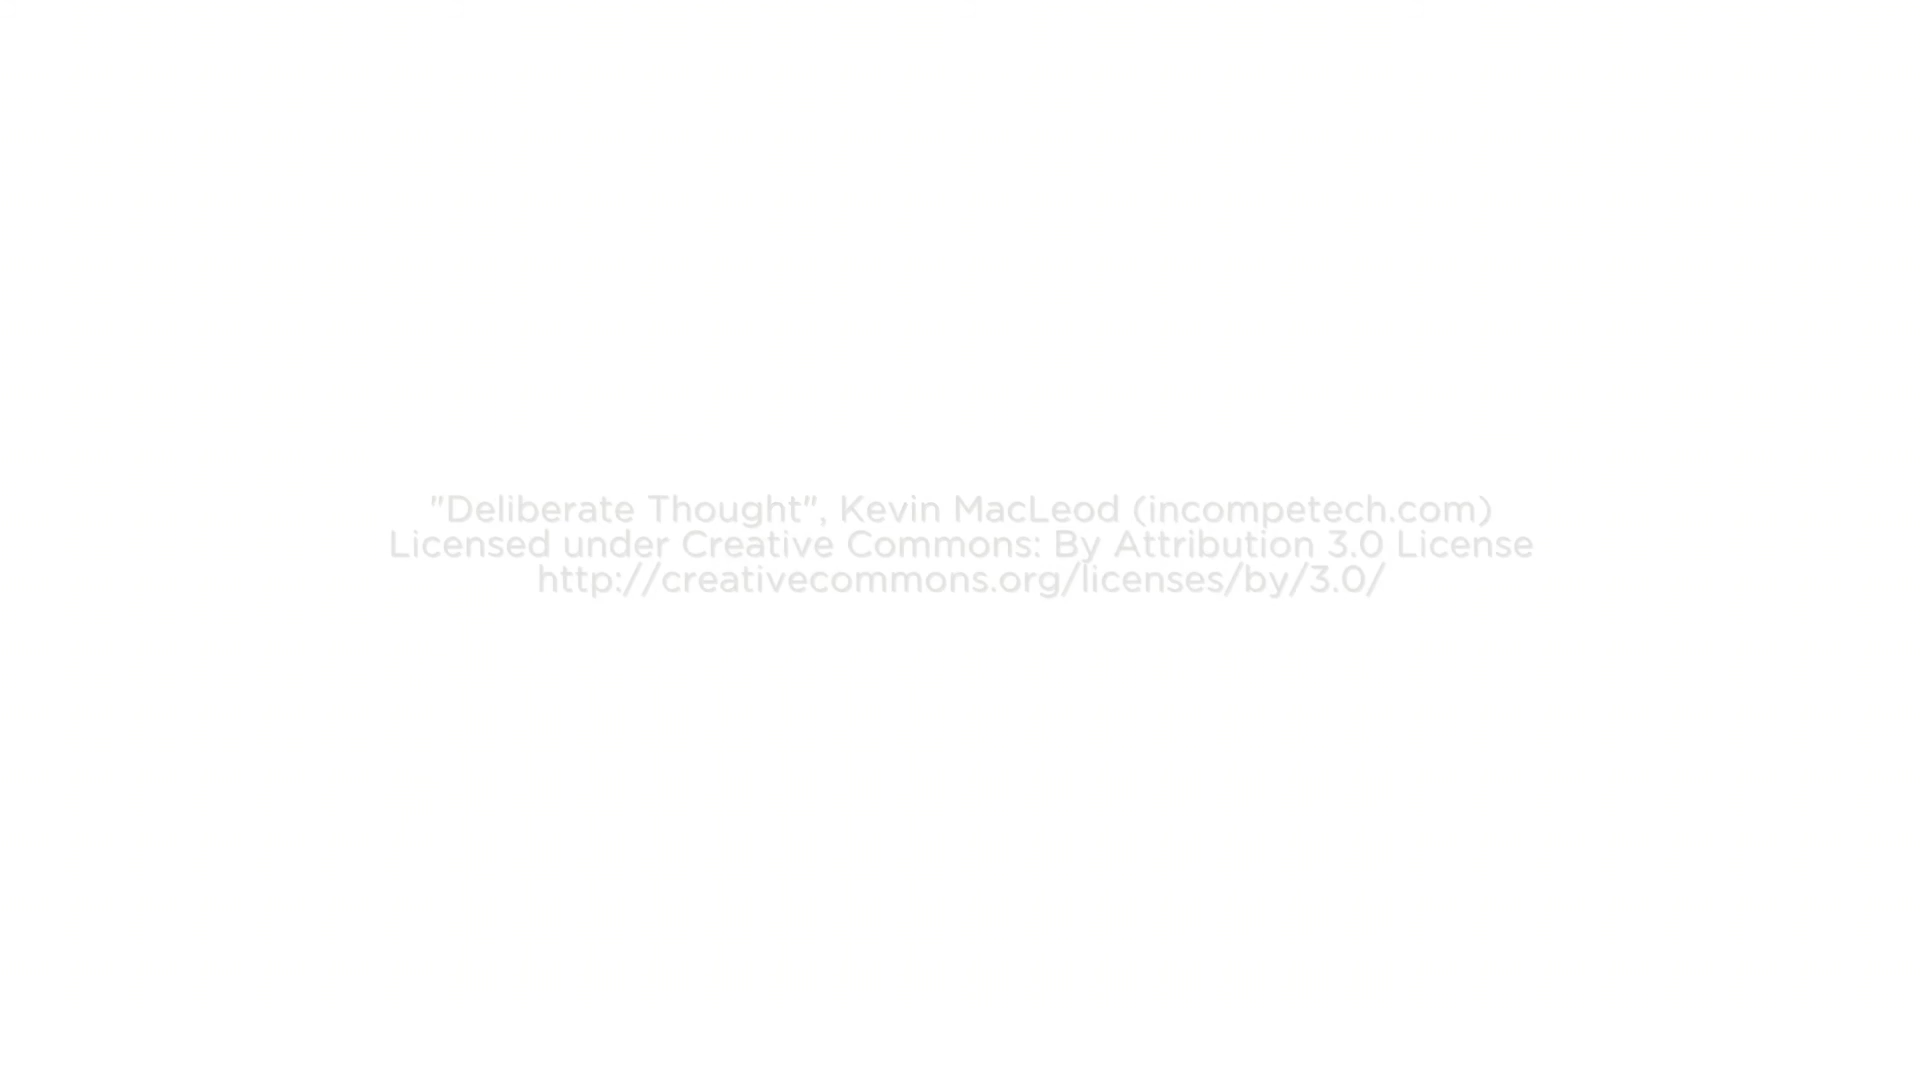 "Deliberate Thought", Kevin MacLeod (incompetech.com)
Licensed under Creative Commons: By Attribution 3.0 License
http://creativecommons.org/licenses/by/3.0/